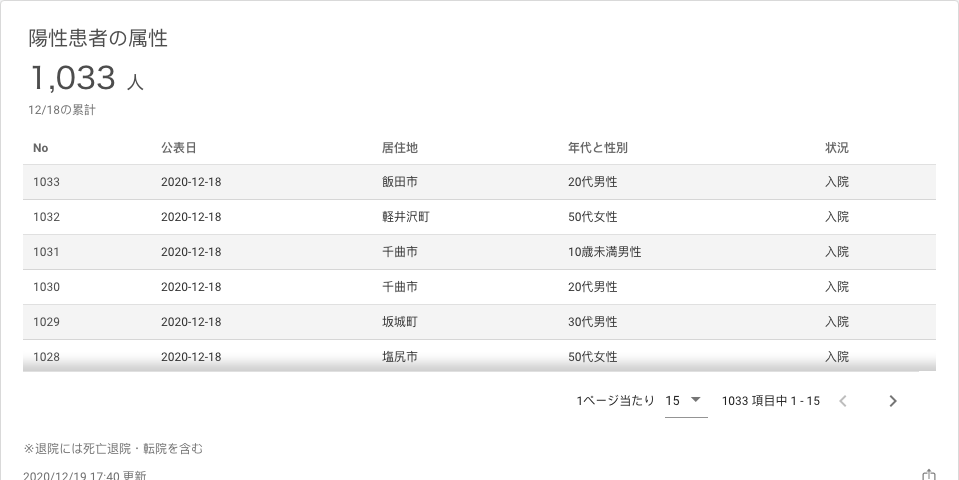 陽性患者の属性
1,033 人
12/18の累計
No 公表日 居住地 年代と性別 状況
1033 2020-12-18 飯田市 20代男性 入院
1032 2020-12-18 軽井沢町 50代女性 入院
1031 2020-12-18 千曲市 10歳未満男性 入院
1030 2020-12-18 千曲市 20代男性 入院
1029 2020-12-18 坂城町 30代男性 入院
1028 2020-12-18 塩尻市 50代女性 入院
1ページ当たり 15 1033 項目中 1 - 15
※退院には死亡退院・転院を含む
2020/12/19 17:40 更新